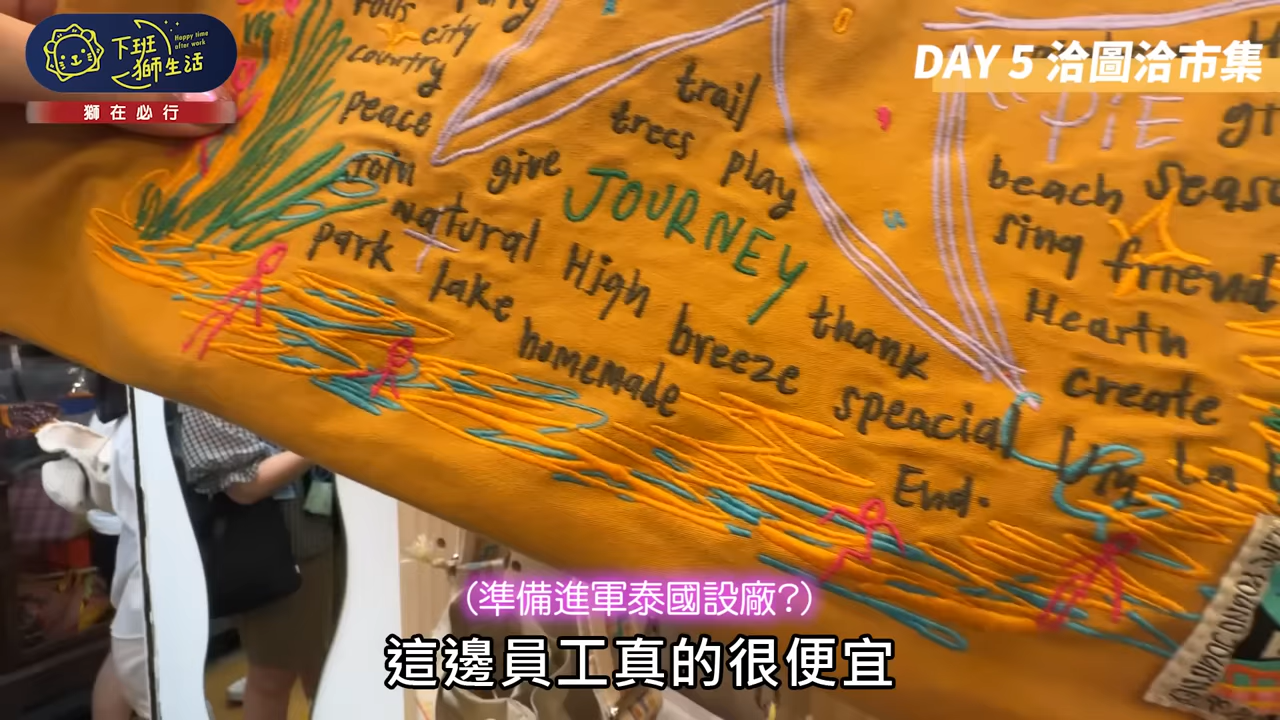 下班
獅生活
Happy time
after work
獅在必行
DAY 5 洽圖洽市集
city
country
peace
trail
trees play
Join give JOURNEY
natural High breeze thank
park lake homemade speacial
End.
PiE
beach
sing friend
Hearth
create
(準備進軍泰國設廠?)
這邊員工真的很便宜